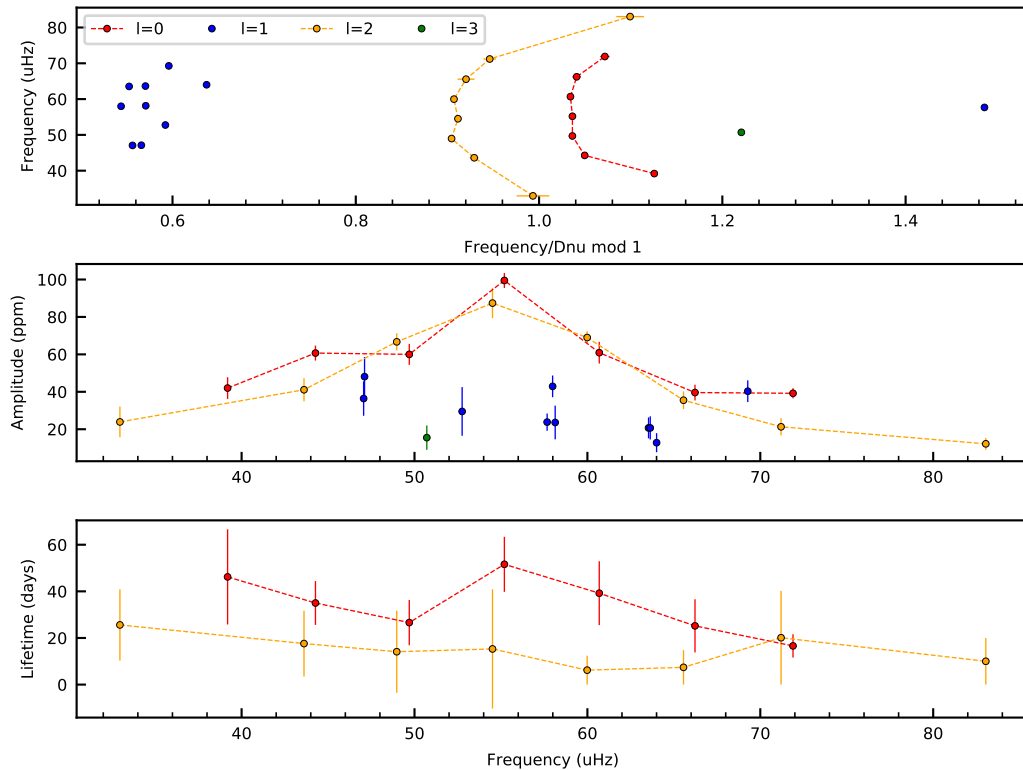 l=0 l=1 l=2 l=3
Frequency (uHz)
80
70
60
50
40
0.6 0.8 1.0 1.2 1.4
Frequency/Dnu mod 1
Amplitude (ppm)
100
80
60
40
20
40 50 60 70 80
Lifetime (days)
60
40
20
0
40 50 60 70 80
Frequency (uHz)